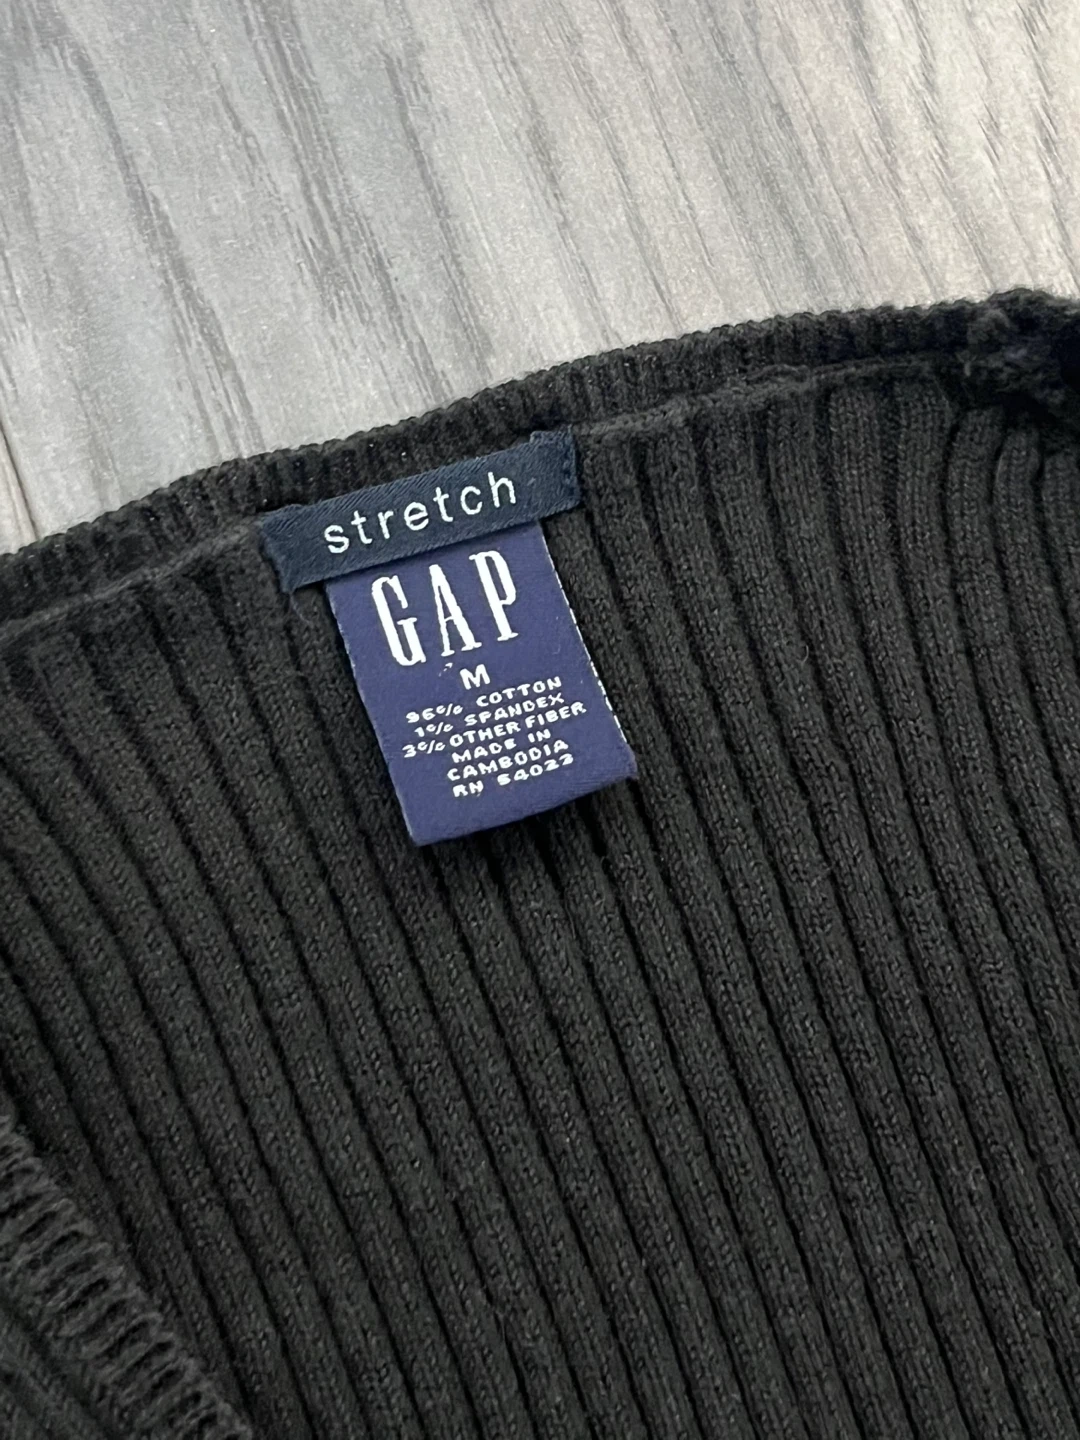 stretch
GAP
M
96% COTTON
1% SPANDEX
3% OTHER FIBER
MADE IN
CAMBODIA
RN 54023